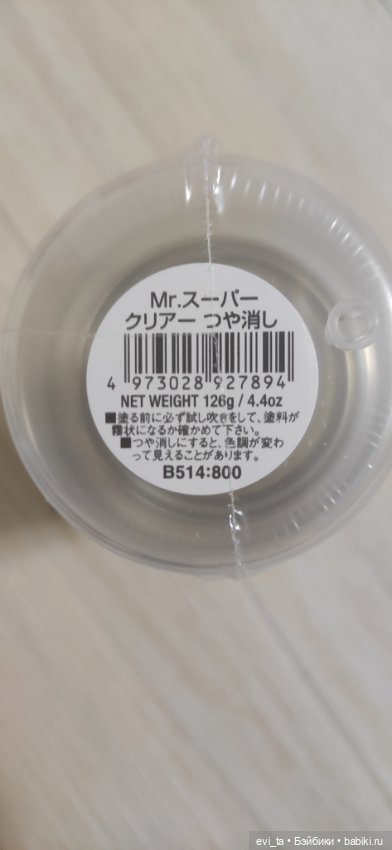 Mr.スーパー
クリアー つや消し
4 973028 927894
NET WEIGHT 126g / 4.4oz
■塗る前に必ず試し吹きをして、塗料が
霧状になるか確かめて下さい。
■つや消しにすると、色調が変わ
って見えることがあります。
B514:800
evi_ta • Бэйбики • babiki.ru